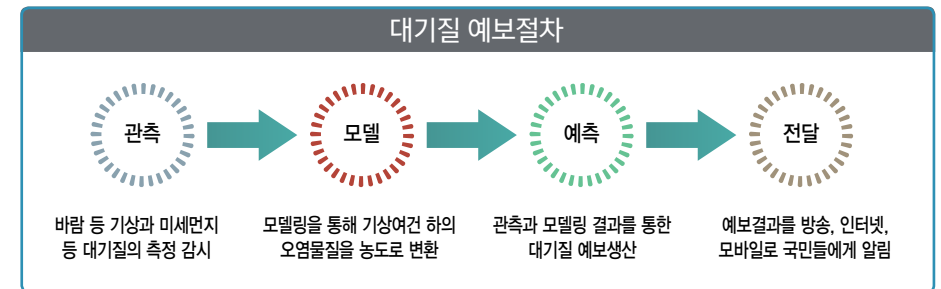 대기질 예보절차
관측
모델
예측
전달
바람 등 기상과 미세먼지
등 대기질의 측정 감시
모델링을 통해 기상여건 하의
오염물질을 농도로 변환
관측과 모델링 결과를 통한
대기질 예보생산
예보결과를 방송, 인터넷,
모바일로 국민들에게 알림